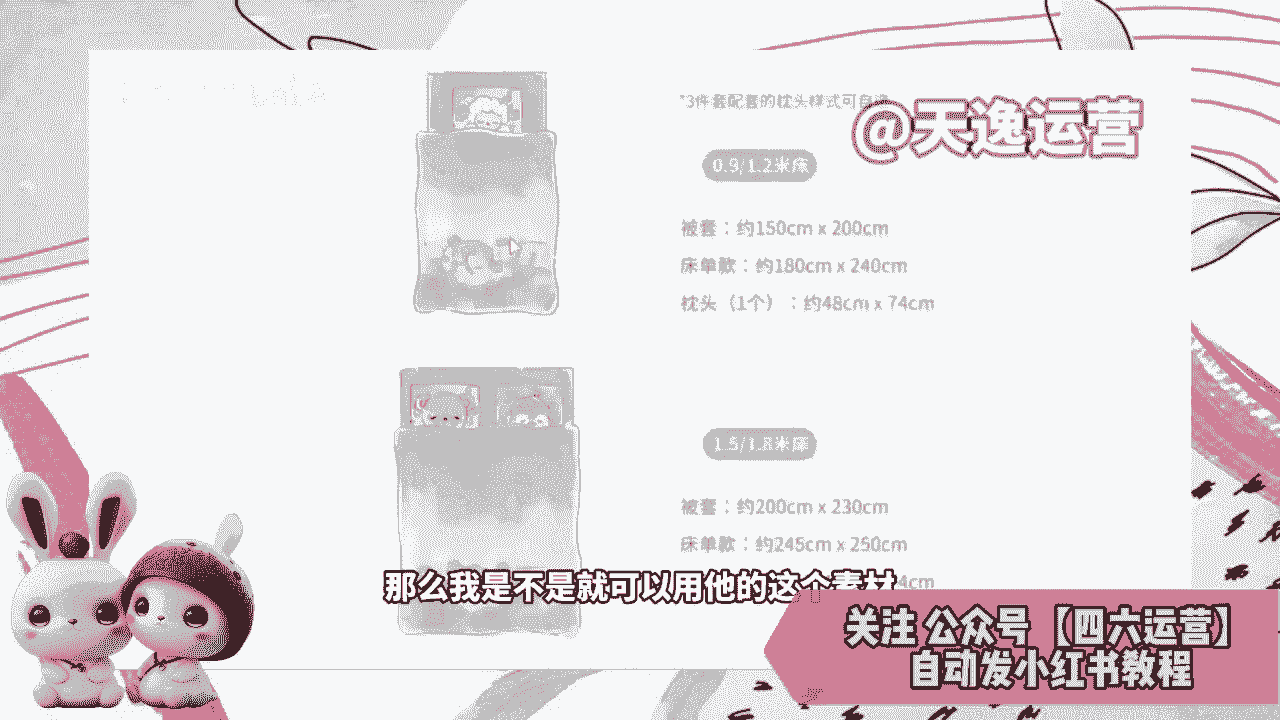 *3件套配套的枕头样式可自选
@天逸运营
0.9/1.2米床
被套：约150cm x 200cm
床单款：约180cm x 240cm
枕头（1个）：约48cm x 74cm
1.5/1.8米床
被套：约200cm x 230cm
床单款：约245cm x 250cm
4cm
那么我是不是就可以用他的这个素材
关注 公众号 【四六运营】
自动发小红书教程